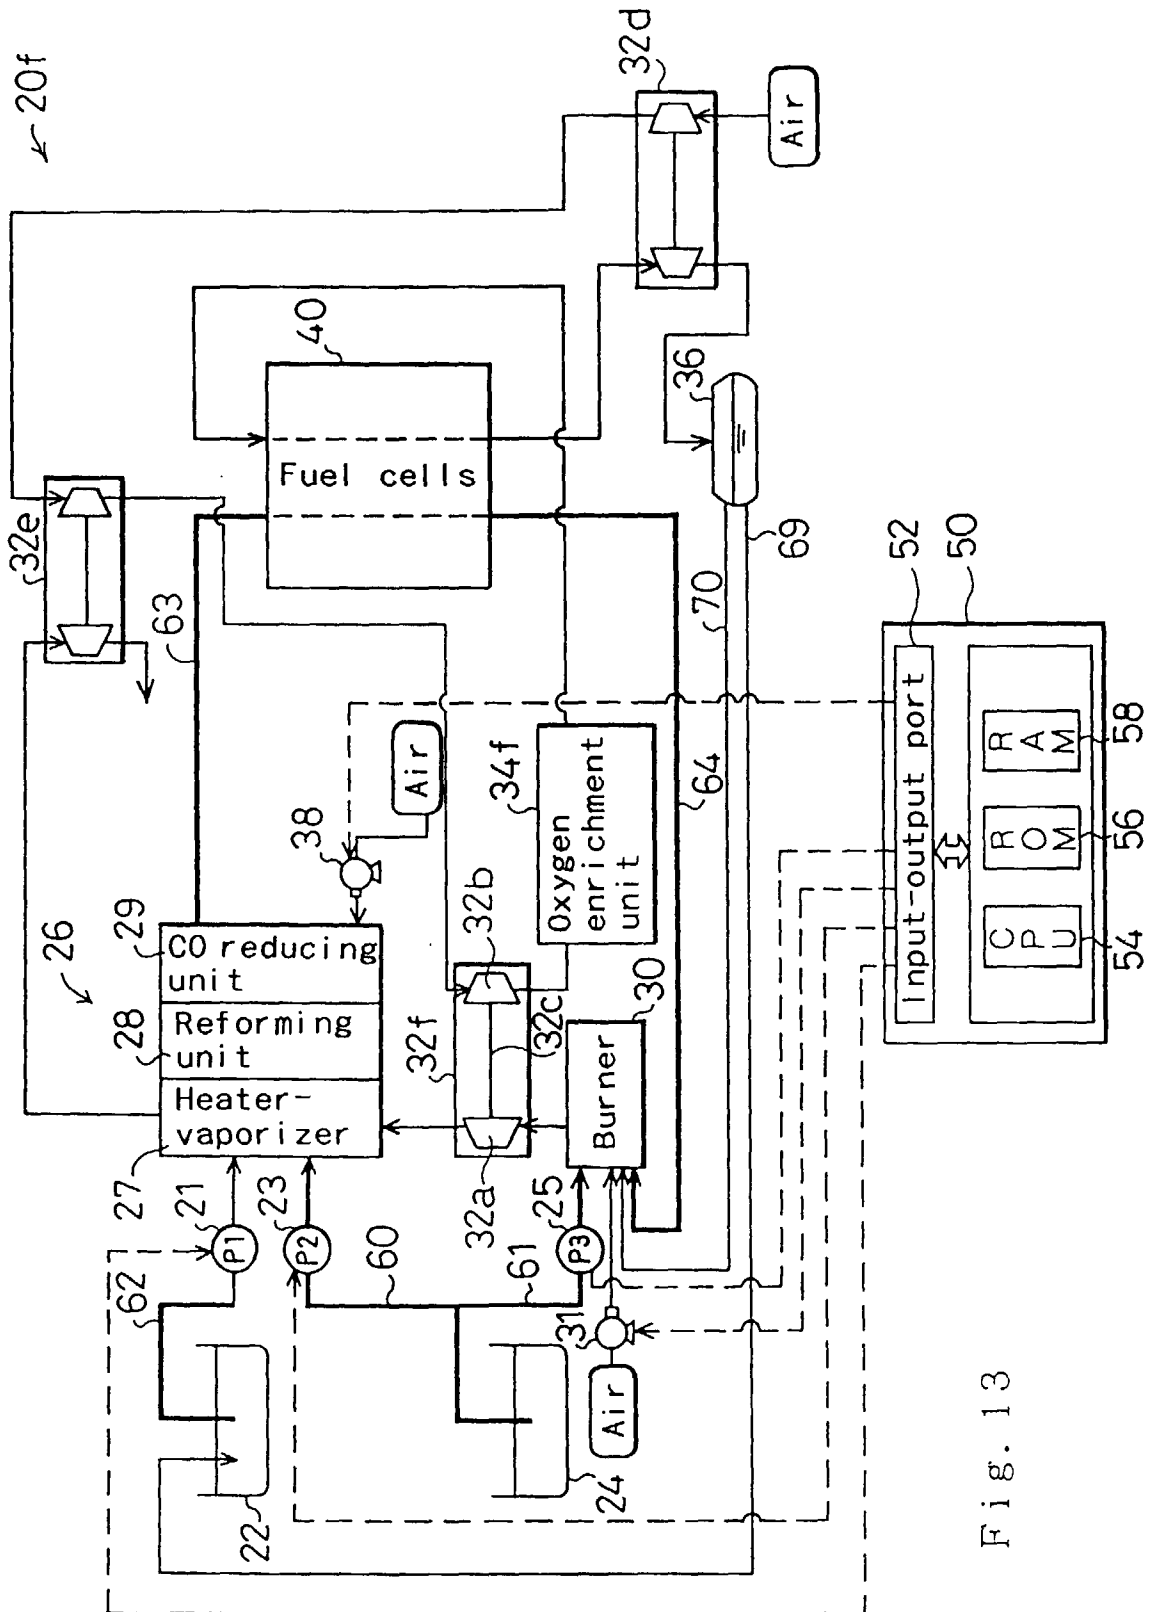 20f
32d
Air
32e
40
Fuel cells
36
63
70
69
52
50
38
Air
34f
Oxygen
enrichment
unit
64
Input-output port
RAM
58
ROM
56
CPU
54
26
29
CO reducing
unit
28
Reforming
unit
27
Heater-
vaporizer
32f
32b
32c
32a
30
Burner
21
P1
23
P2
25
P3
62
60
61
31
Air
22
24
Fig. 13